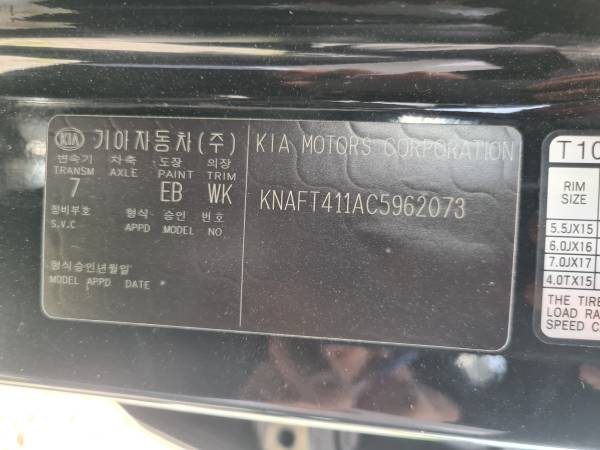 KIA 기아자동차(주) KIA MOTORS CORPORATION
변속기 차축 도장 의장
TRANSM AXLE PAINT TRIM
7 EB WK KNAFT411AC5962073
정비부호 형식 승인 번호
S.V.C APPD MODEL NO
형식승인년월일
MODEL APPD DATE
T10
RIM
SIZE
5.5JX15
6.0JX16
7.0JX17
4.0TX15
THE TIRE
LOAD RA
SPEED C